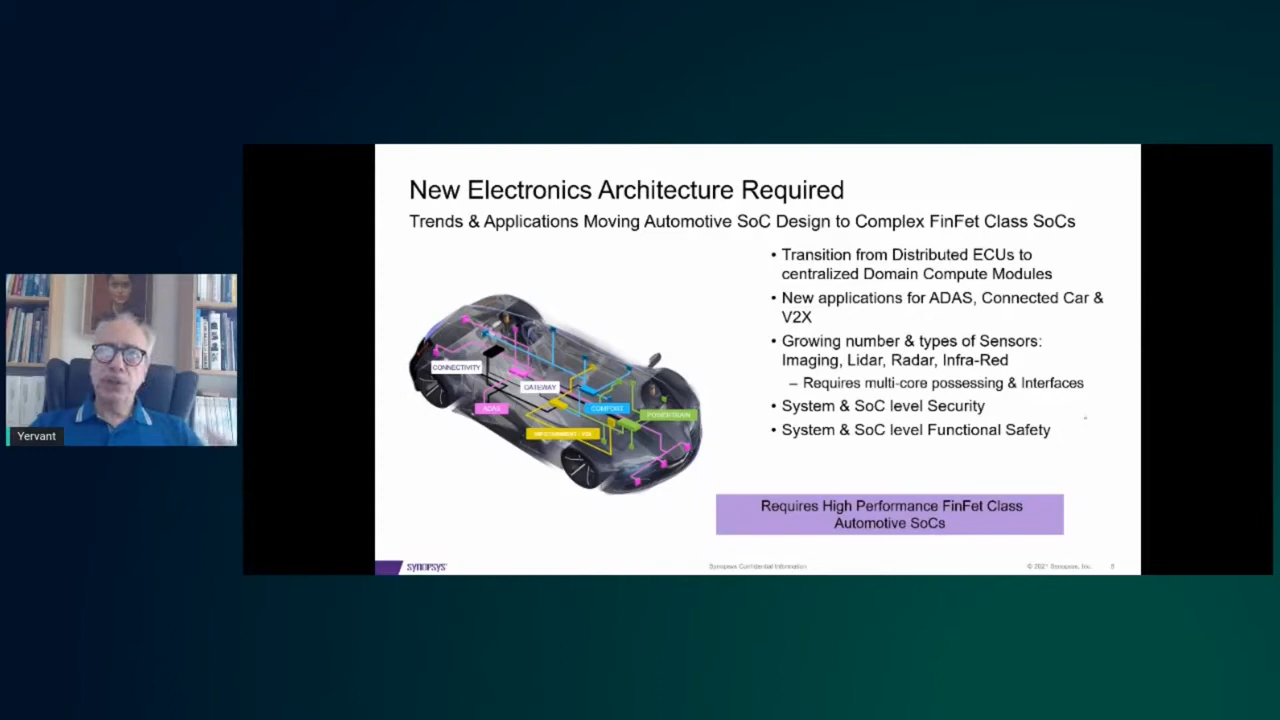 New Electronics Architecture Required
Trends & Applications Moving Automotive SoC Design to Complex FinFet Class SoCs
• Transition from Distributed ECUs to
centralized Domain Compute Modules
• New applications for ADAS, Connected Car &
V2X
• Growing number & types of Sensors:
Imaging, Lidar, Radar, Infra-Red
– Requires multi-core possessing & Interfaces
• System & SoC level Security
• System & SoC level Functional Safety
CONNECTIVITY
GATEWAY
ADAS
COMFORT
POWERTRAIN
Requires High Performance FinFet Class
Automotive SoCs
SYNOPSYS
Synopsys Confidential Information
© 2021 Synopsys, Inc.
Yervant